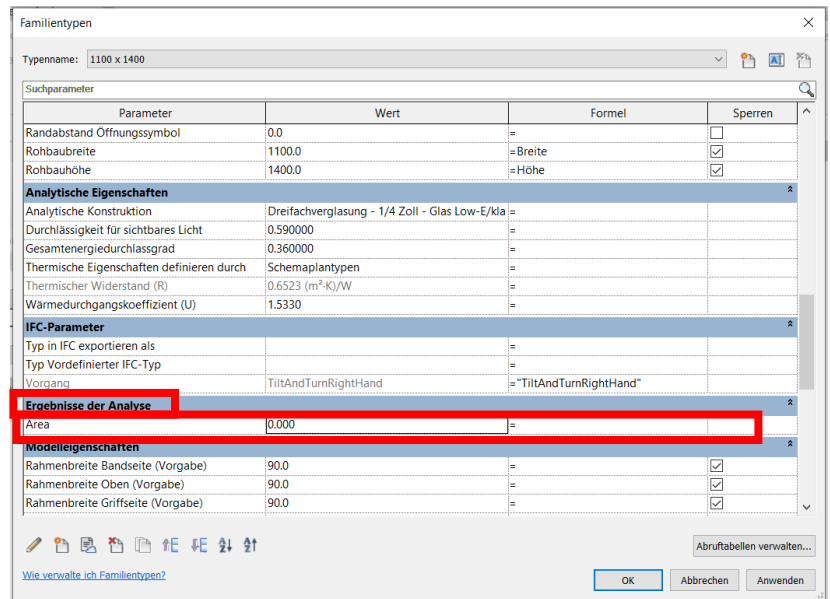 Familientypen
Typenname: 1100 x 1400
Suchparameter
Parameter Wert Formel Sperren
Randabstand Öffnungssymbol 0.0 =
Rohbaubreite 1100.0 =Breite
Rohbauhöhe 1400.0 =Höhe
Analytische Eigenschaften
Analytische Konstruktion Dreifachverglasung - 1/4 Zoll - Glas Low-E/kla =
Durchlässigkeit für sichtbares Licht 0.590000 =
Gesamtenergiedurchlassgrad 0.360000 =
Thermische Eigenschaften definieren durch Schemaplantypen =
Thermischer Widerstand (R) 0.6523 (m²·K)/W =
Wärmedurchgangskoeffizient (U) 1.5330 =
IFC-Parameter
Typ in IFC exportieren als =
Typ Vordefinierter IFC-Typ =
Vorgang TiltAndTurnRightHand ="TiltAndTurnRightHand"
Ergebnisse der Analyse
Area 0.000 =
Modelleigenschaften
Rahmenbreite Bandseite (Vorgabe) 90.0 =
Rahmenbreite Oben (Vorgabe) 90.0 =
Rahmenbreite Griffseite (Vorgabe) 90.0 =
Abruftabellen verwalten...
Wie verwalte ich Familientypen?
OK Abbrechen Anwenden